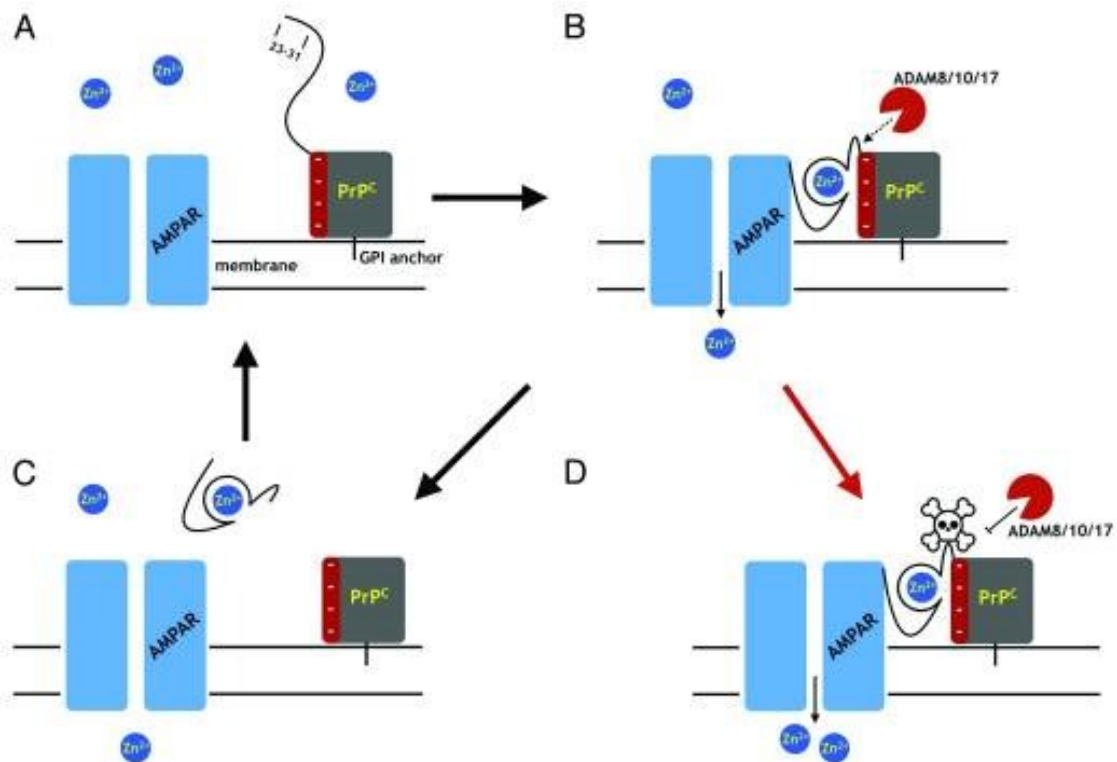 A
23-31
Zn²⁺
Zn²⁺
Zn²⁺
PrPᶜ
AMPAR
membrane
GPI anchor
B
ADAM8/10/17
Zn²⁺
Zn²⁺
PrPᶜ
AMPAR
Zn²⁺
C
Zn²⁺
Zn²⁺
PrPᶜ
AMPAR
Zn²⁺
D
ADAM8/10/17
Zn²⁺
PrPᶜ
AMPAR
Zn²⁺
Zn²⁺